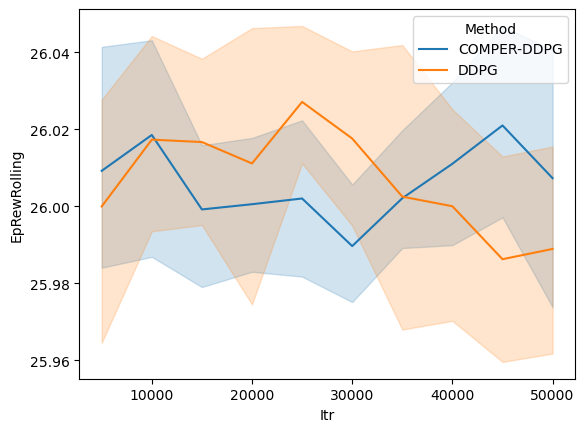 Method
COMPER-DDPG
DDPG
EpRewRolling
26.04
26.02
26.00
25.98
25.96
10000 20000 30000 40000 50000
Itr